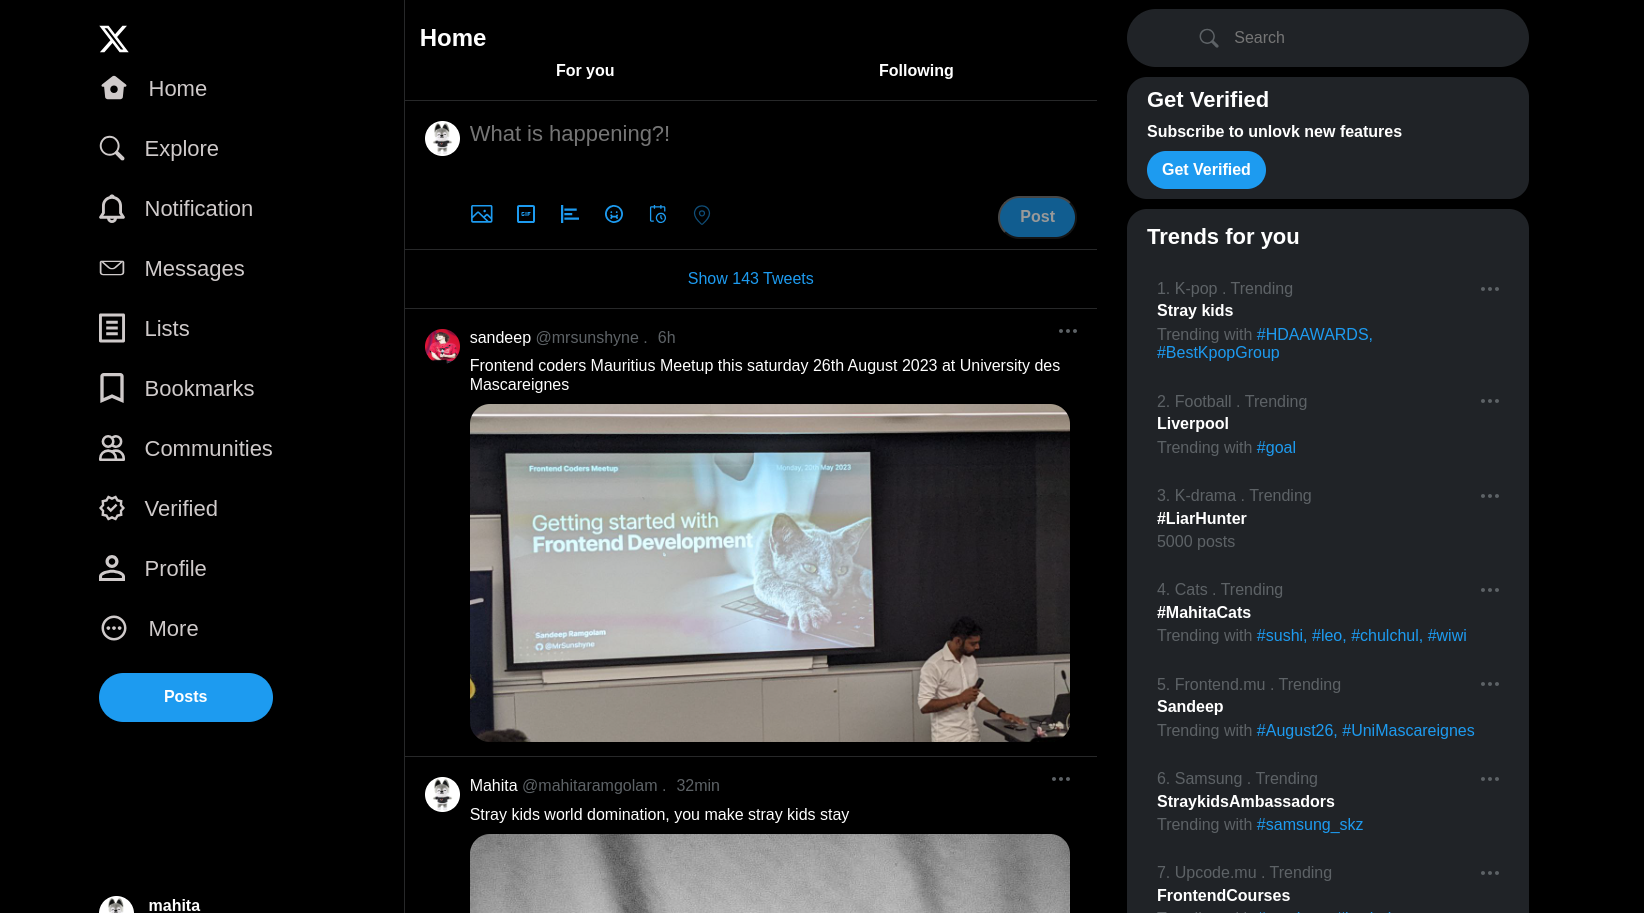 Home
Explore
Notification
Messages
Lists
Bookmarks
Communities
Verified
Profile
More
Posts
mahita
Home
For you
Following
What is happening?!
GIF
Post
Show 143 Tweets
sandeep @mrsunshyne . 6h
Frontend coders Mauritius Meetup this saturday 26th August 2023 at University des
Mascareignes
Frontend Coders Meetup
Monday, 20th May 2023
Getting started with
Frontend Development
Sandeep Ramgolam
@MrSunshyne
Mahita @mahitaramgolam . 32min
Stray kids world domination, you make stray kids stay
Search
Get Verified
Subscribe to unlovk new features
Get Verified
Trends for you
1. K-pop . Trending
Stray kids
Trending with #HDAAWARDS,
#BestKpopGroup
2. Football . Trending
Liverpool
Trending with #goal
3. K-drama . Trending
#LiarHunter
5000 posts
4. Cats . Trending
#MahitaCats
Trending with #sushi, #leo, #chulchul, #wiwi
5. Frontend.mu . Trending
Sandeep
Trending with #August26, #UniMascareignes
6. Samsung . Trending
StraykidsAmbassadors
Trending with #samsung_skz
7. Upcode.mu . Trending
FrontendCourses